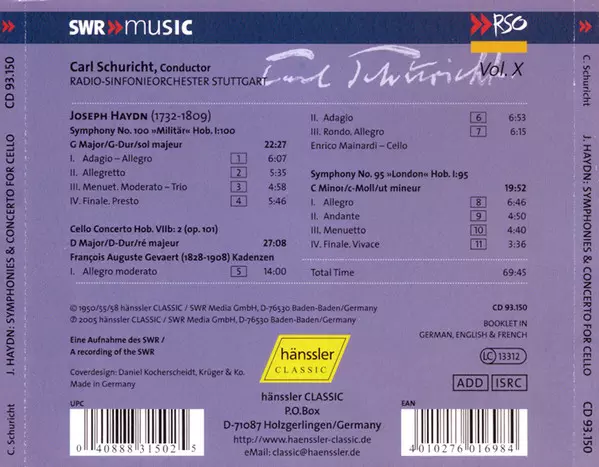 SWR»music
»RSO
Carl Schuricht, Conductor
RADIO-SINFONIEORCHESTER STUTTGART
Carl Schuricht
Vol. X
JOSEPH HAYDN (1732-1809)
Symphony No. 100 »Militär« Hob. I:100
G Major/G-Dur/sol majeur 22:27
I. Adagio – Allegro 1 6:07
II. Allegretto 2 5:35
III. Menuet. Moderato – Trio 3 4:58
IV. Finale. Presto 4 5:46
Cello Concerto Hob. VIIb: 2 (op. 101)
D Major/D-Dur/ré majeur 27:08
François Auguste Gevaert (1828-1908) Kadenzen
I. Allegro moderato 5 14:00
II. Adagio 6 6:53
III. Rondo. Allegro 7 6:15
Enrico Mainardi – Cello
Symphony No. 95 »London« Hob. I:95
C Minor/c-Moll/ut mineur 19:52
I. Allegro 8 6:46
II. Andante 9 4:50
III. Menuetto 10 4:40
IV. Finale. Vivace 11 3:36
Total Time 69:45
© 1950/55/58 hänssler CLASSIC / SWR Media GmbH, D-76530 Baden-Baden/Germany
℗ 2005 hänssler CLASSIC / SWR Media GmbH, D-76530 Baden-Baden/Germany
Eine Aufnahme des SWR /
A recording of the SWR
Coverdesign: Daniel Kocherscheidt, Krüger & Ko.
Made in Germany
hänssler
CLASSIC
CD 93.150
BOOKLET IN
GERMAN, ENGLISH & FRENCH
LC 13312
ADD ISRC
hänssler CLASSIC
P.O.Box
D-71087 Holzgerlingen/Germany
http://www.haenssler-classic.de
eMail: classic@haenssler.de
UPC
0 40888 31502 5
EAN
4 010276 016984
C. Schuricht J. HAYDN: SYMPHONIES & CONCERTO FOR CELLO CD 93.150
C. Schuricht J. HAYDN: SYMPHONIES & CONCERTO FOR CELLO CD 93.150